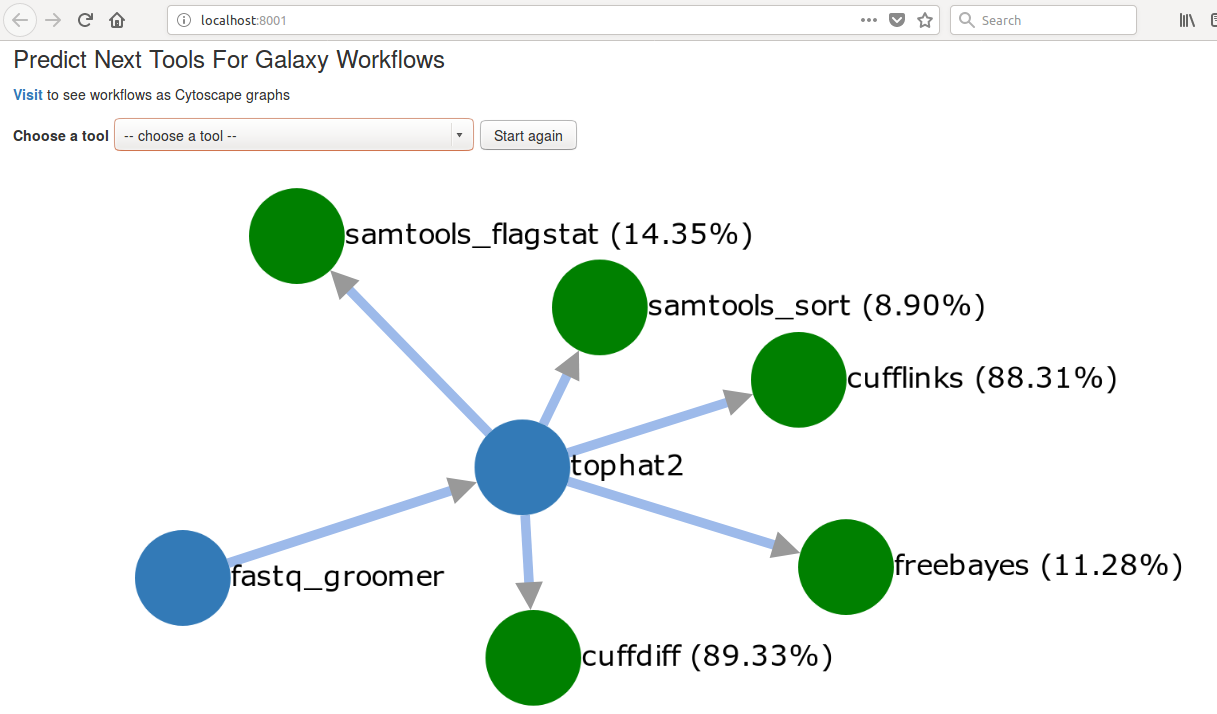 localhost:8001
Search
Predict Next Tools For Galaxy Workflows
Visit to see workflows as Cytoscape graphs
Choose a tool -- choose a tool -- Start again
samtools_flagstat (14.35%)
samtools_sort (8.90%)
cufflinks (88.31%)
tophat2
freebayes (11.28%)
fastq_groomer
cuffdiff (89.33%)